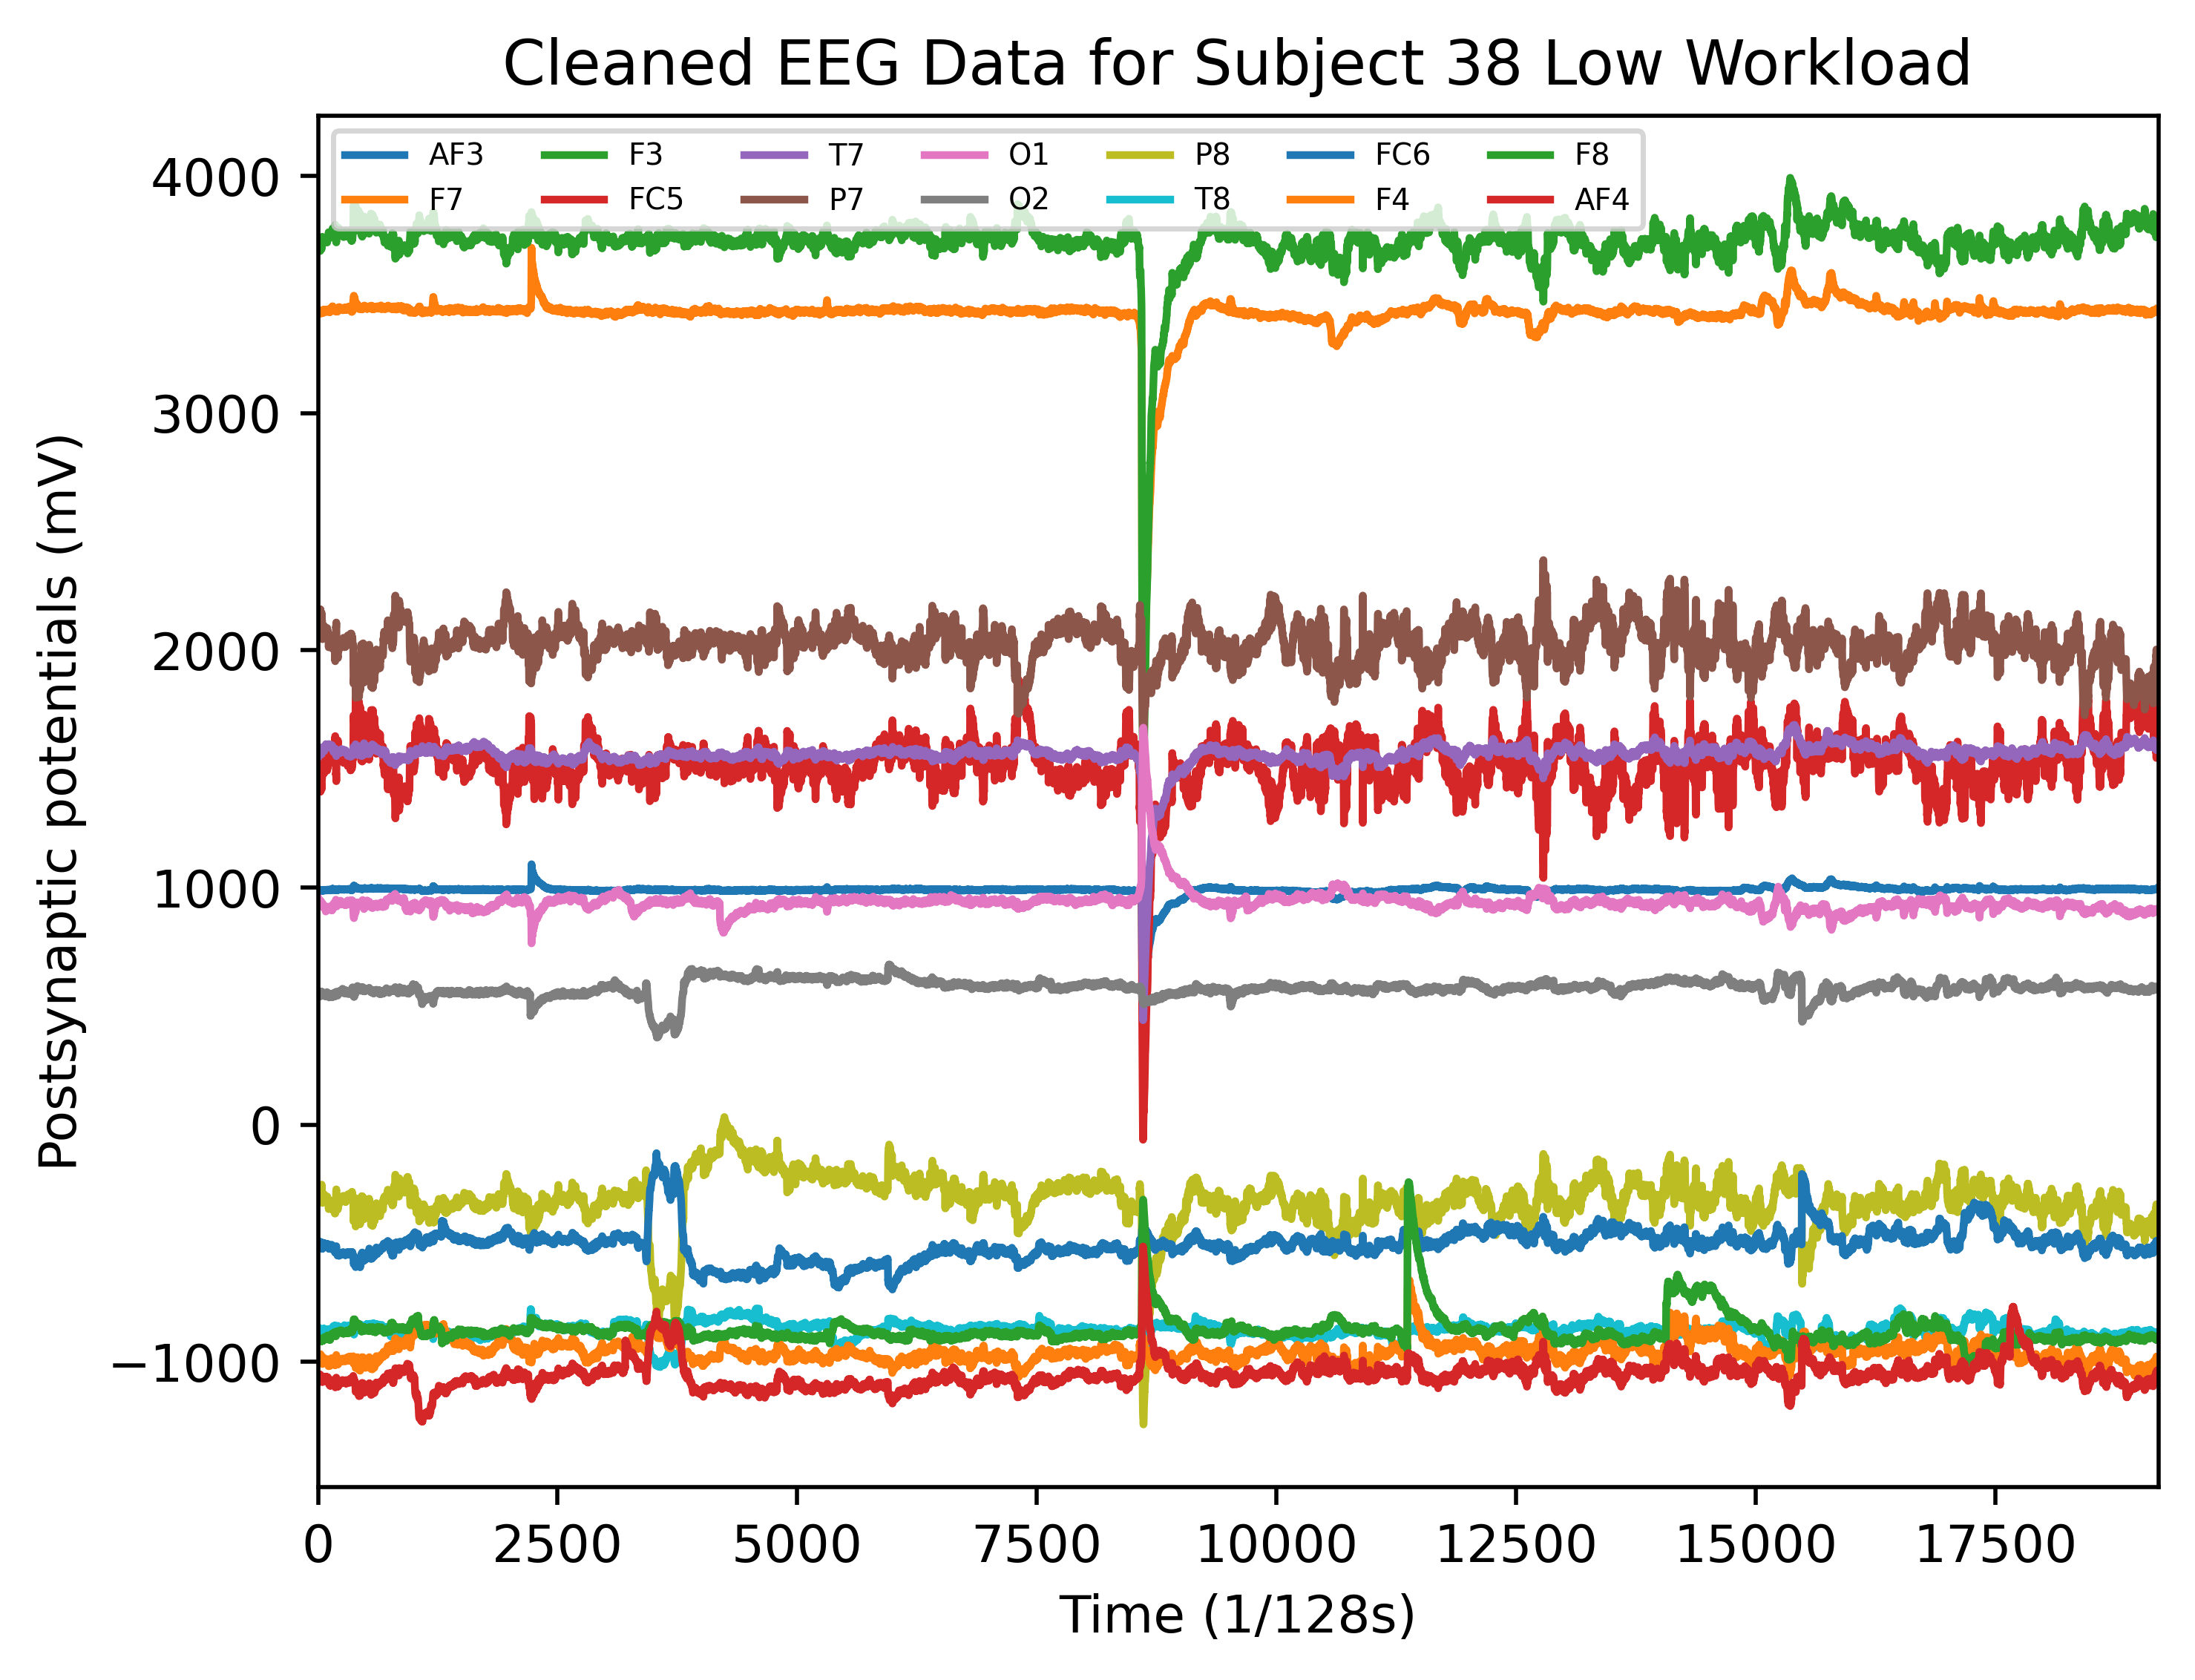 Cleaned EEG Data for Subject 38 Low Workload
AF3 F3 T7 O1 P8 FC6 F8
F7 FC5 P7 O2 T8 F4 AF4
4000
3000
2000
1000
0
−1000
Postsynaptic potentials (mV)
0 2500 5000 7500 10000 12500 15000 17500
Time (1/128s)